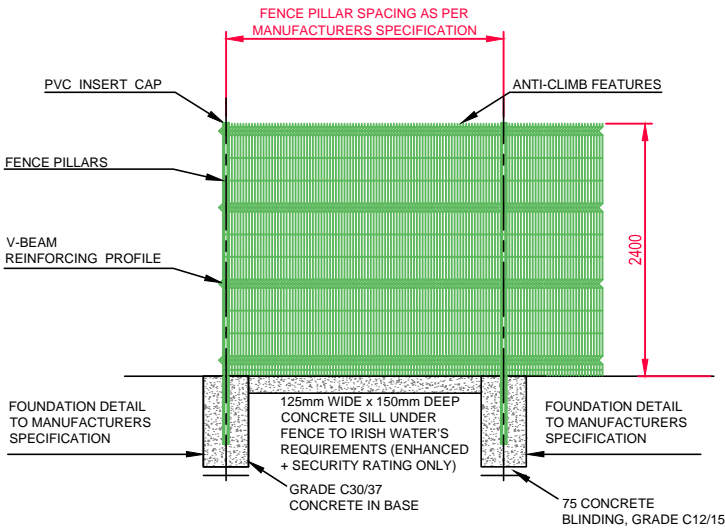 FENCE PILLAR SPACING AS PER
MANUFACTURERS SPECIFICATION
PVC INSERT CAP
ANTI-CLIMB FEATURES
FENCE PILLARS
V-BEAM
REINFORCING PROFILE
2400
FOUNDATION DETAIL
TO MANUFACTURERS
SPECIFICATION
125mm WIDE x 150mm DEEP
CONCRETE SILL UNDER
FENCE TO IRISH WATER'S
REQUIREMENTS (ENHANCED
+ SECURITY RATING ONLY)
FOUNDATION DETAIL
TO MANUFACTURERS
SPECIFICATION
GRADE C30/37
CONCRETE IN BASE
75 CONCRETE
BLINDING, GRADE C12/15